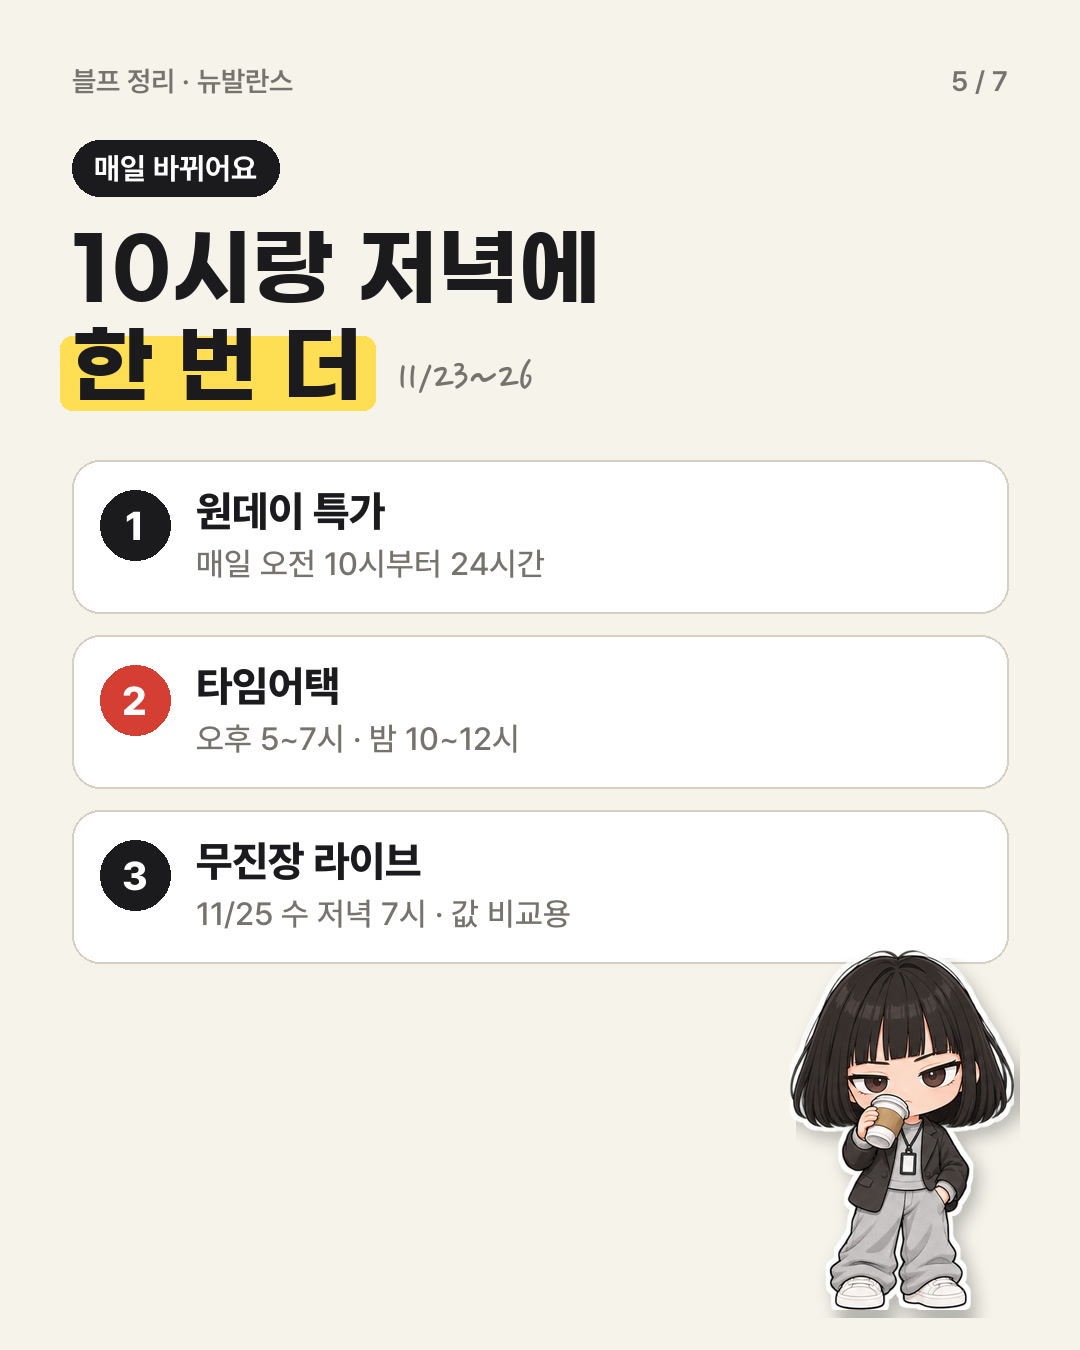 블프 정리 · 뉴발란스
5 / 7
매일 바뀌어요
10시랑 저녁에
한 번 더
11/23~26
1
원데이 특가
매일 오전 10시부터 24시간
2
타임어택
오후 5~7시 · 밤 10~12시
3
무진장 라이브
11/25 수 저녁 7시 · 값 비교용